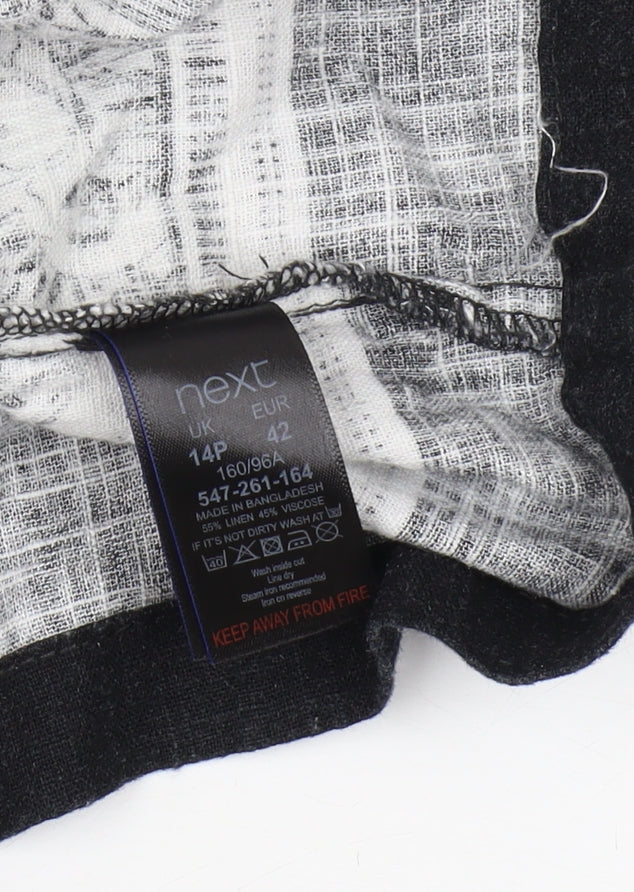 next
UK EUR
14P 42
160/96A
547-261-164
MADE IN BANGLADESH
55% LINEN 45% VISCOSE
IF IT'S NOT DIRTY WASH AT
40
Wash inside out
Line dry
Steam iron recommended
Iron on reverse
KEEP AWAY FROM FIRE